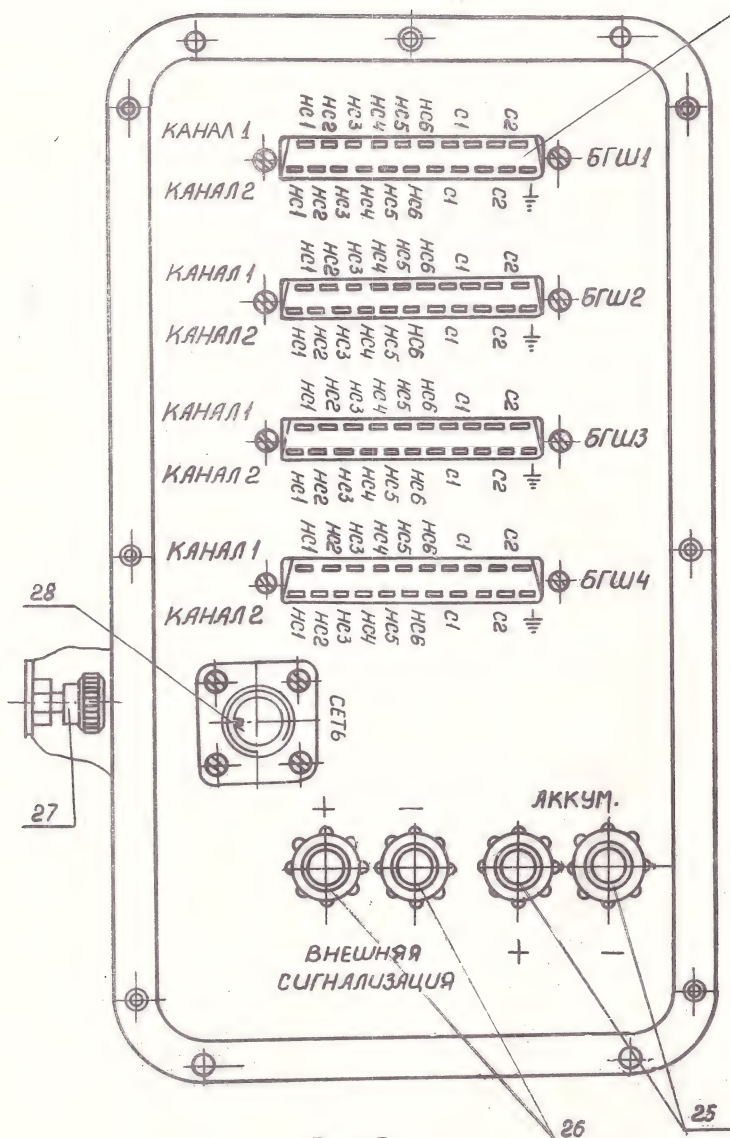 НС1 НС2 НС3 НС4 НС5 НС6 С1 С2
КАНАЛ 1
БГШ1
КАНАЛ 2
НС1 НС2 НС3 НС4 НС5 НС6 С1 С2
НС1 НС2 НС3 НС4 НС5 НС6 С1 С2
КАНАЛ 1
БГШ2
КАНАЛ 2
НС1 НС2 НС3 НС4 НС5 НС6 С1 С2
НС1 НС2 НС3 НС4 НС5 НС6 С1 С2
КАНАЛ 1
БГШ3
КАНАЛ 2
НС1 НС2 НС3 НС4 НС5 НС6 С1 С2
НС1 НС2 НС3 НС4 НС5 НС6 С1 С2
КАНАЛ 1
БГШ4
КАНАЛ 2
НС1 НС2 НС3 НС4 НС5 НС6 С1 С2
28
СЕТЬ
27
+ − АККУМ.
ВНЕШНЯЯ + −
СИГНАЛИЗАЦИЯ
25
26